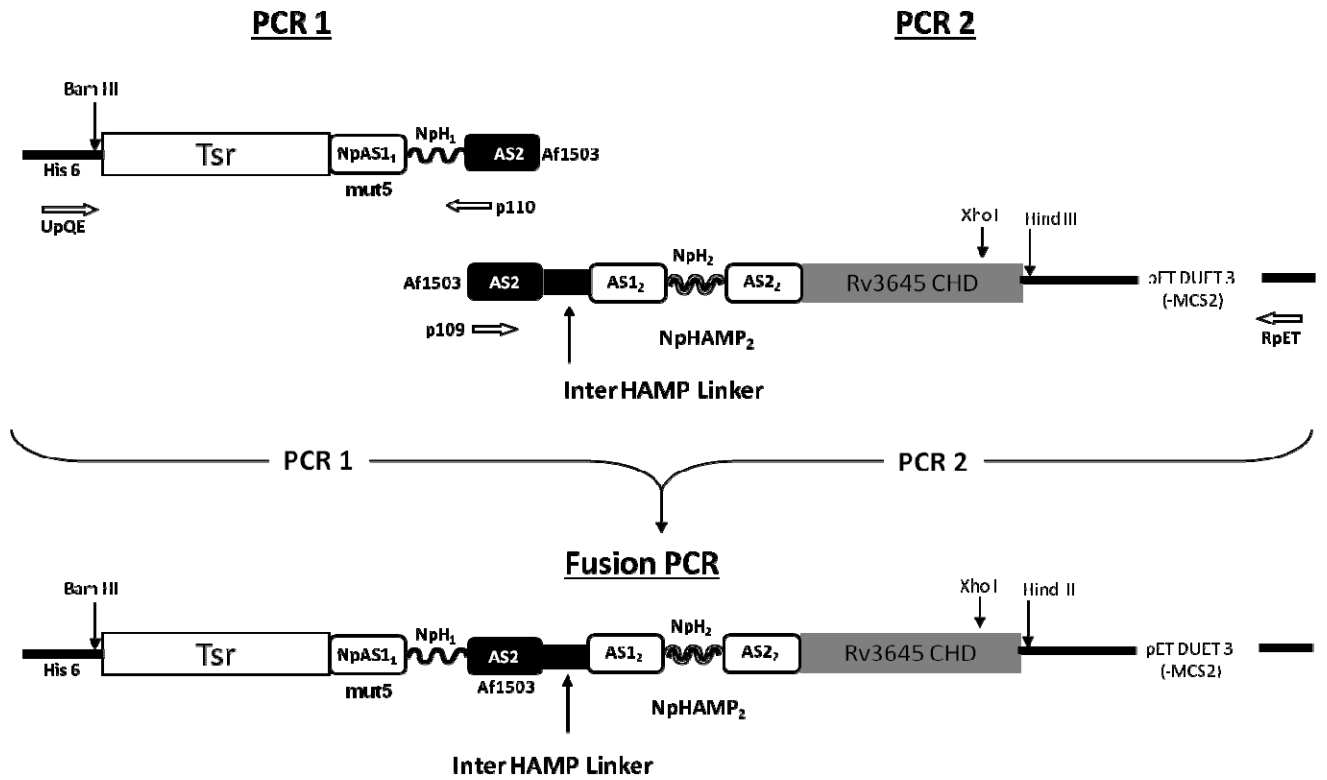 PCR 1
PCR 2
Bam HI
Tsr
NpAS1₁
NpH₁
AS2
Af1503
His 6
mut5
UpQE
p110
Xho I
Hind III
Af1503
AS2
AS1₂
NpH₂
AS2₂
Rv3645 CHD
pET DUET 3
(-MCS2)
p109
NpHAMP₂
RpET
Inter HAMP Linker
PCR 1
PCR 2
Fusion PCR
Bam HI
Xho I
Hind II
Tsr
NpAS1₁
NpH₁
AS2
AS1₂
NpH₂
AS2₂
Rv3645 CHD
pET DUET 3
(-MCS2)
His 6
mut5
Af1503
NpHAMP₂
Inter HAMP Linker